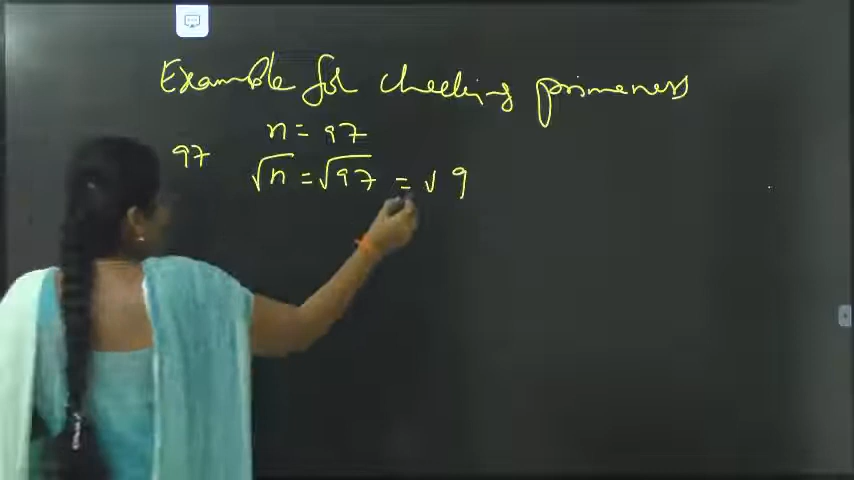 Example for checking primeness
n = 97
97
√n = √97 = √ 9